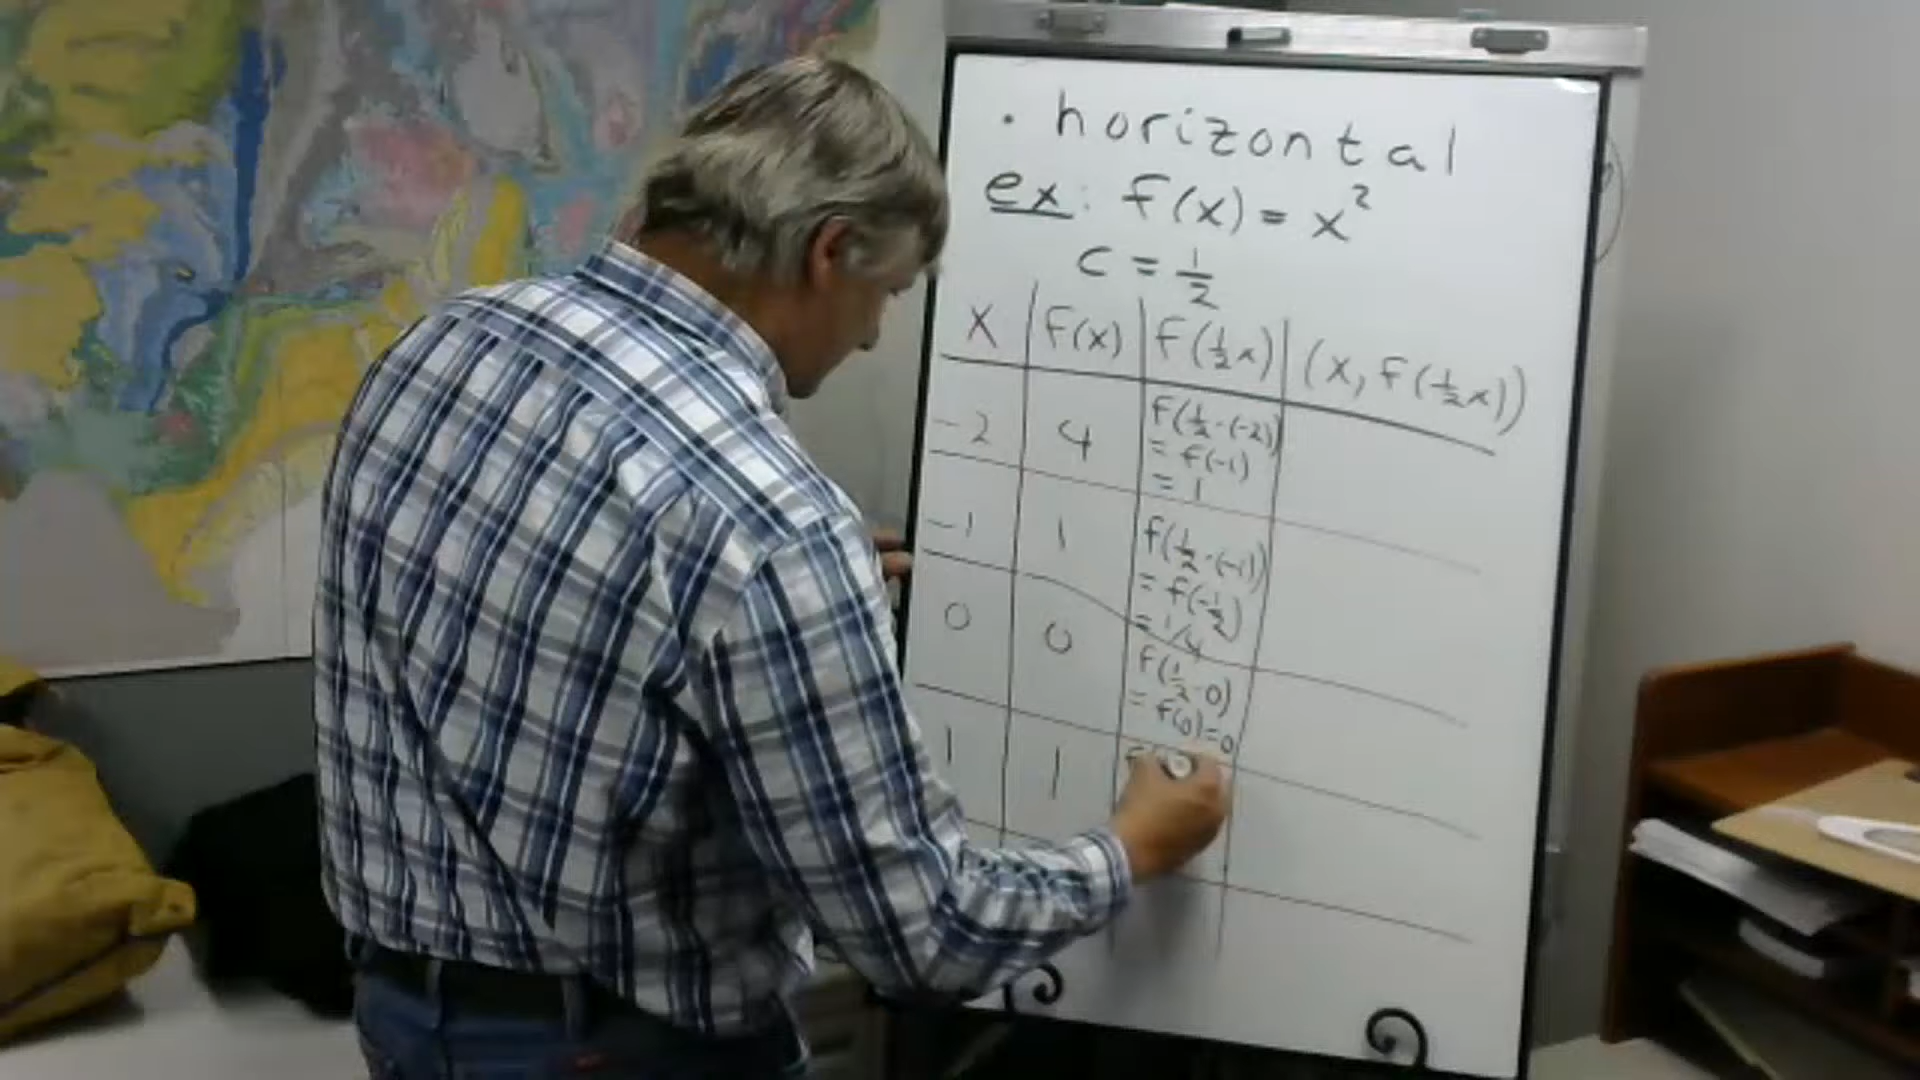 · horizontal
ex: f(x) = x²
c = 1/2
x f(x) f(½x) (x, f(½x))
-2 4 f(½·(-2))
= f(-1)
= 1
-1 1 f(½·(-1))
= f(-½)
= 1/4
0 0 f(½·0)
= f(0)=0
1 1